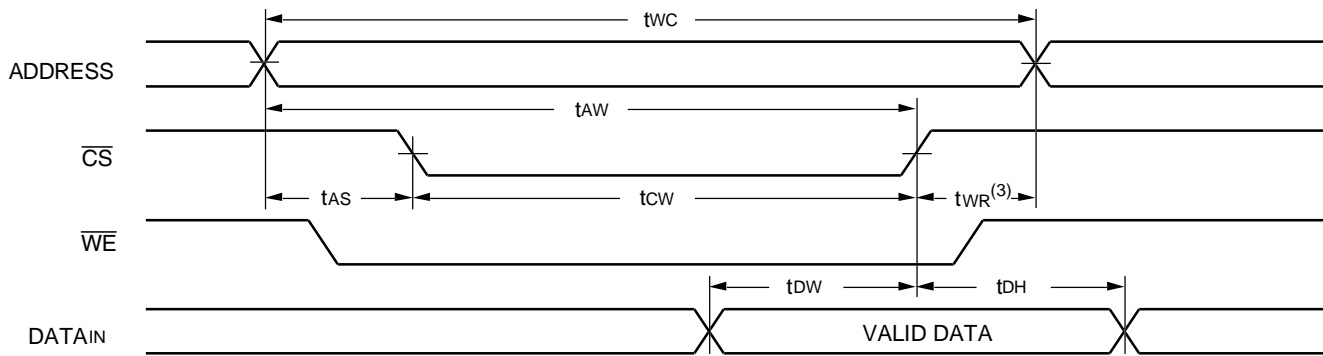 tWC
ADDRESS
tAW
CS
tAS
tCW
tWR(3)
WE
tDW
tDH
DATAIN
VALID DATA